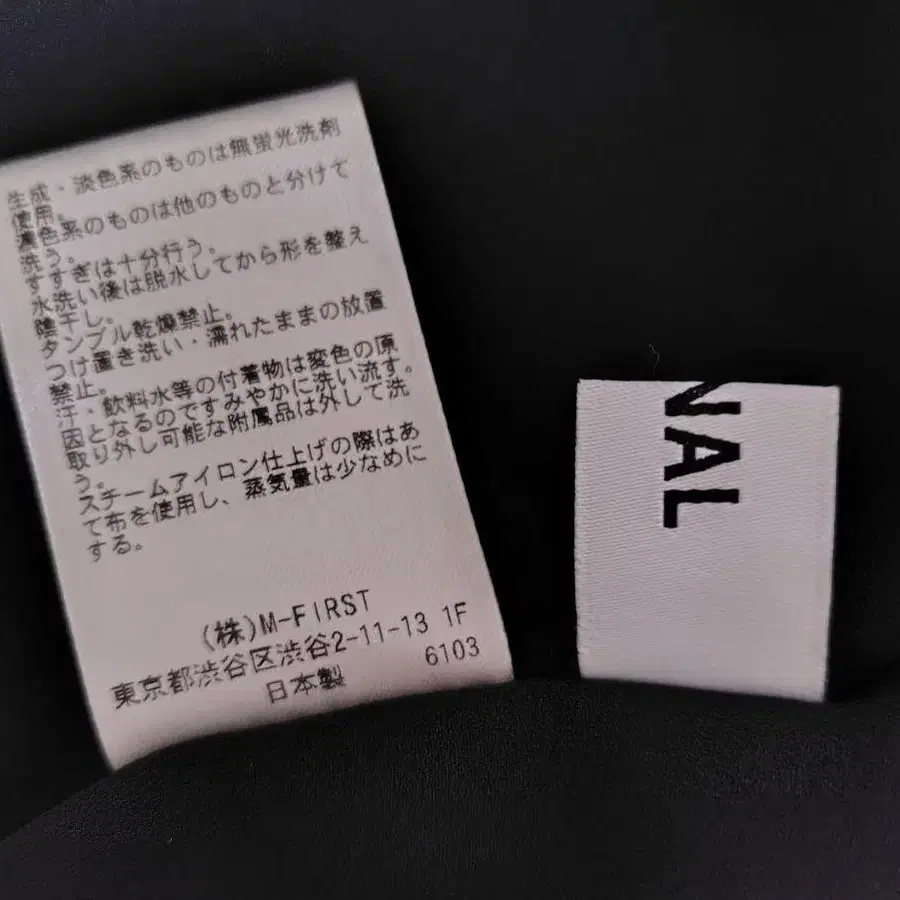 生成・淡色系のものは無蛍光洗剤
使用。
濃色系のものは他のものと分けて
洗う。
すすぎは十分行う。
水洗い後は脱水してから形を整え
陰干し。
タンブル乾燥禁止。
つけ置き洗い・濡れたままの放置
禁止。
汗・飲料水等の付着物は変色の原
因となるのですみやかに洗い流す。
取り外し可能な附属品は外して洗
う。
スチームアイロン仕上げの際はあ
て布を使用し、蒸気量は少なめに
する。
(株)M-FIRST
東京都渋谷区渋谷2-11-13 1F
日本製 6103
NAL